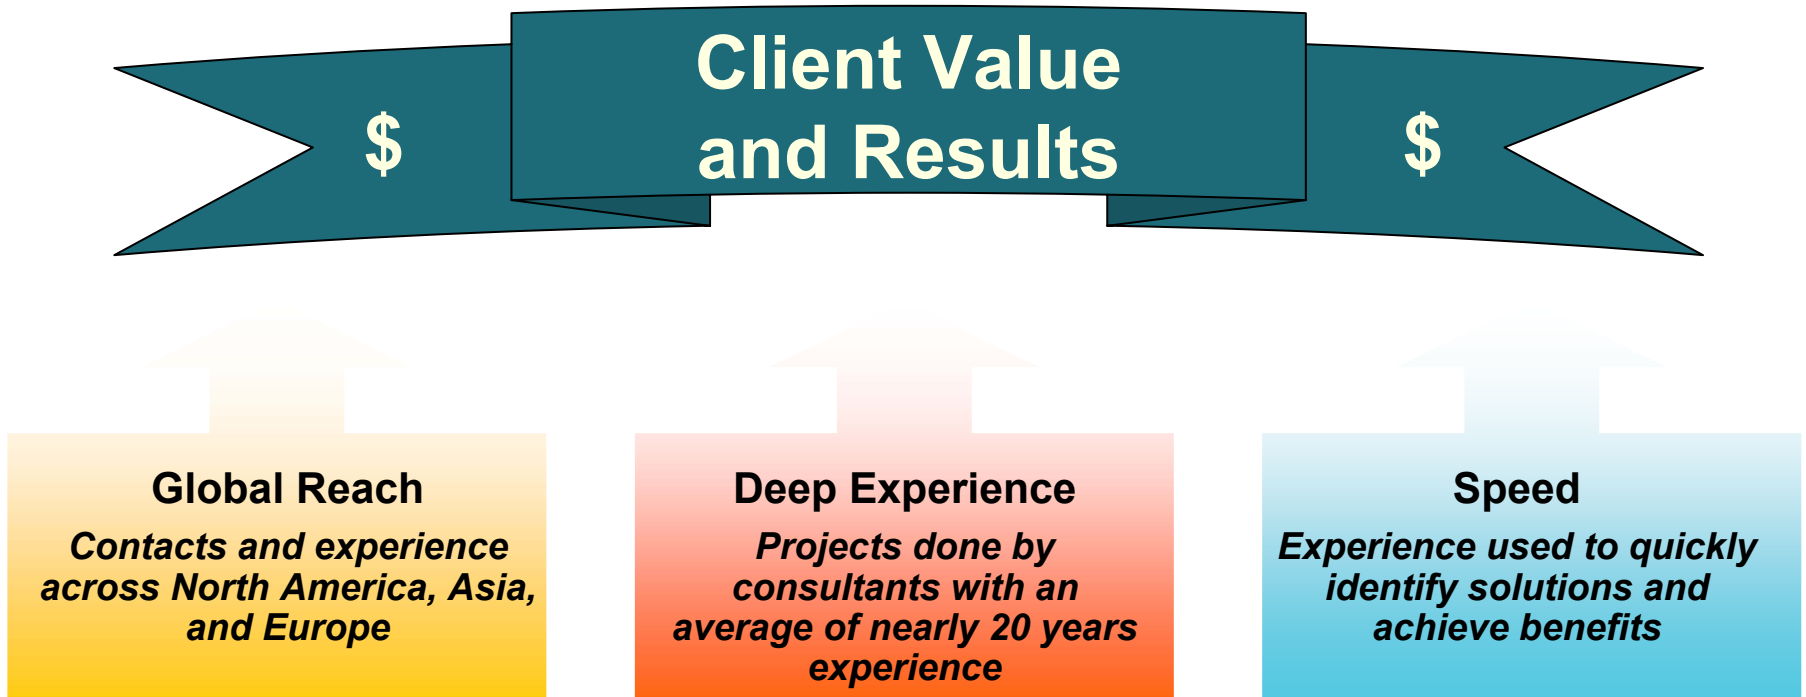 Client Value
and Results
$
$
Global Reach
Contacts and experience
across North America, Asia,
and Europe
Deep Experience
Projects done by
consultants with an
average of nearly 20 years
experience
Speed
Experience used to quickly
identify solutions and
achieve benefits